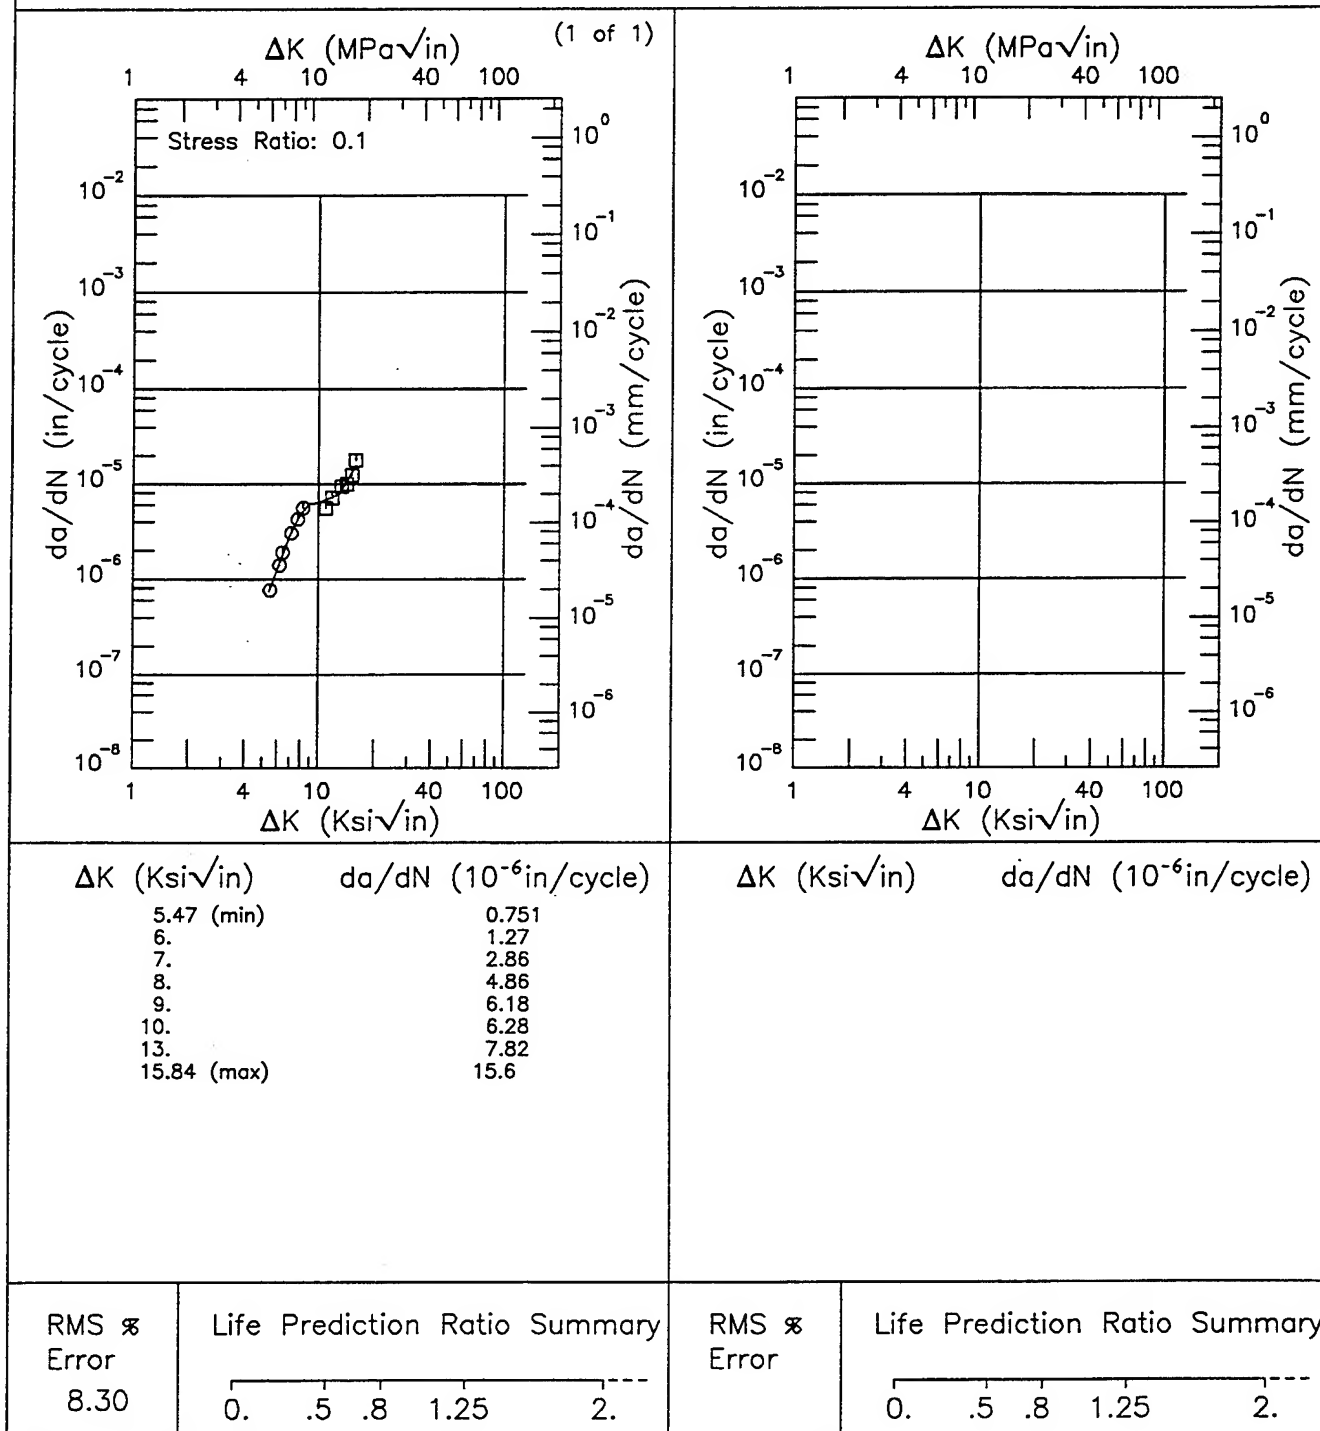 (1 of 1)
ΔK (MPa√in)
1 4 10 40 100
Stress Ratio: 0.1
da/dN (in/cycle)
10⁻²
10⁻³
10⁻⁴
10⁻⁵
10⁻⁶
10⁻⁷
10⁻⁸
10⁰
10⁻¹
10⁻²
10⁻³
10⁻⁴
10⁻⁵
10⁻⁶
da/dN (mm/cycle)
1 4 10 40 100
ΔK (Ksi√in)
ΔK (MPa√in)
1 4 10 40 100
da/dN (in/cycle)
10⁻²
10⁻³
10⁻⁴
10⁻⁵
10⁻⁶
10⁻⁷
10⁻⁸
10⁰
10⁻¹
10⁻²
10⁻³
10⁻⁴
10⁻⁵
10⁻⁶
da/dN (mm/cycle)
1 4 10 40 100
ΔK (Ksi√in)
ΔK (Ksi√in) da/dN (10⁻⁶in/cycle)
5.47 (min) 0.751
6. 1.27
7. 2.86
8. 4.86
9. 6.18
10. 6.28
13. 7.82
15.84 (max) 15.6
ΔK (Ksi√in) da/dN (10⁻⁶in/cycle)
RMS %
Error
8.30
Life Prediction Ratio Summary
0. .5 .8 1.25 2.
RMS %
Error
Life Prediction Ratio Summary
0. .5 .8 1.25 2.